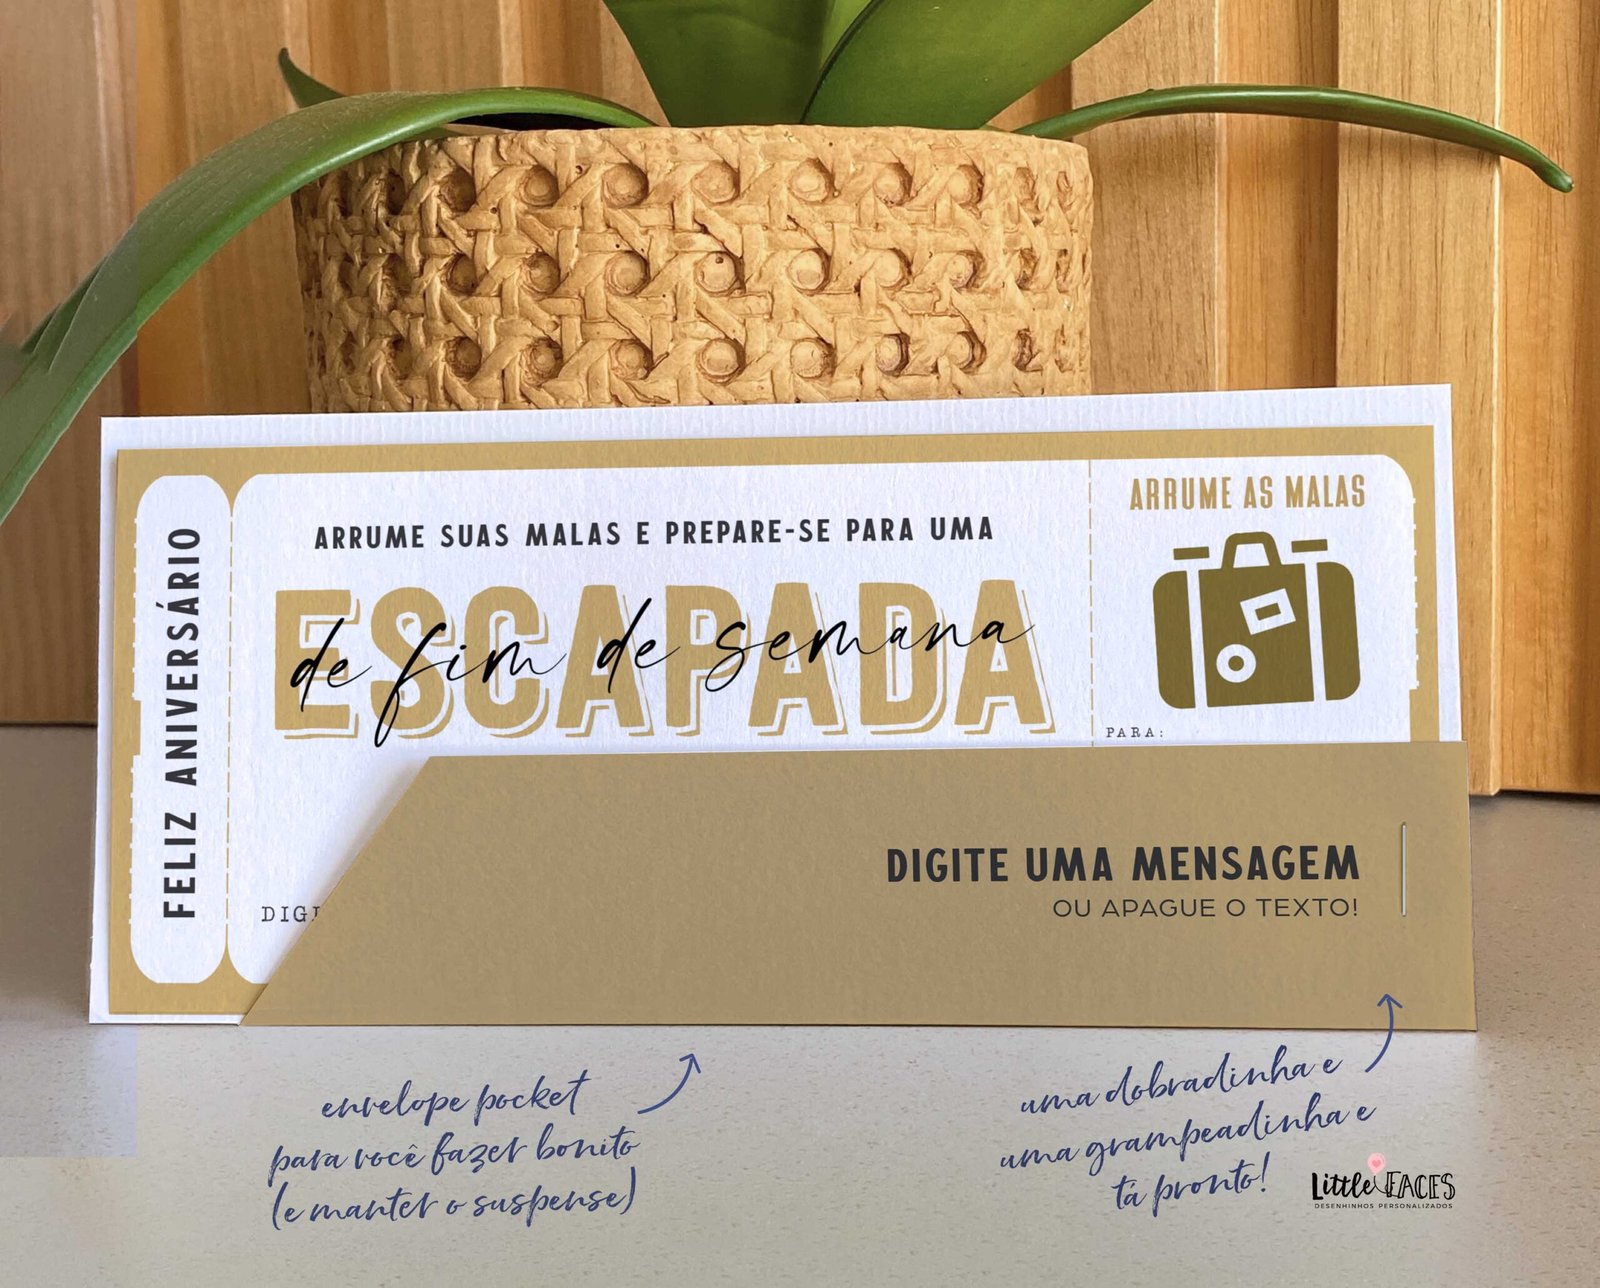 FELIZ ANIVERSÁRIO
ARRUME SUAS MALAS E PREPARE-SE PARA UMA
ESCAPADA
de fim de semana
ARRUME AS MALAS
PARA:
DIGI
DIGITE UMA MENSAGEM
OU APAGUE O TEXTO!
envelope pocket
para você fazer bonito
(e manter o suspense)
uma dobradinha e
uma grampeadinha e
tá pronto!
Little FACES
DESENHINHOS PERSONALIZADOS